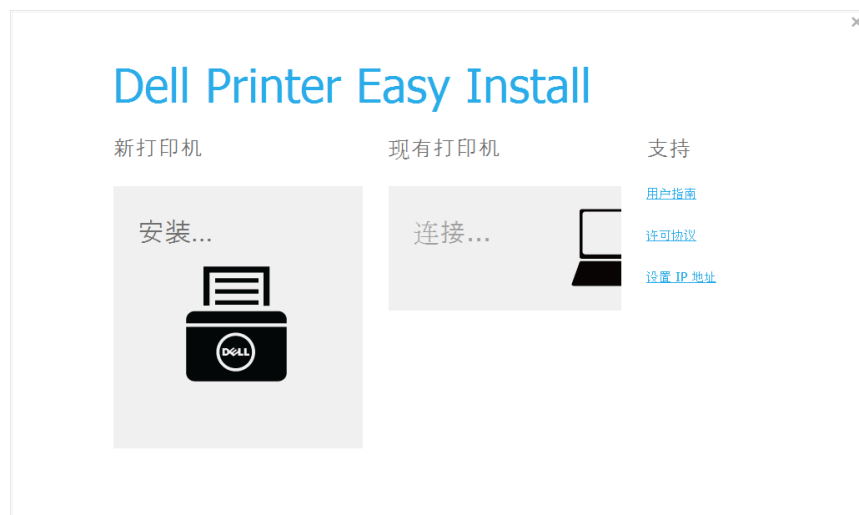 Dell Printer Easy Install
新打印机
安装...
DELL
现有打印机
连接...
支持
用户指南
许可协议
设置 IP 地址